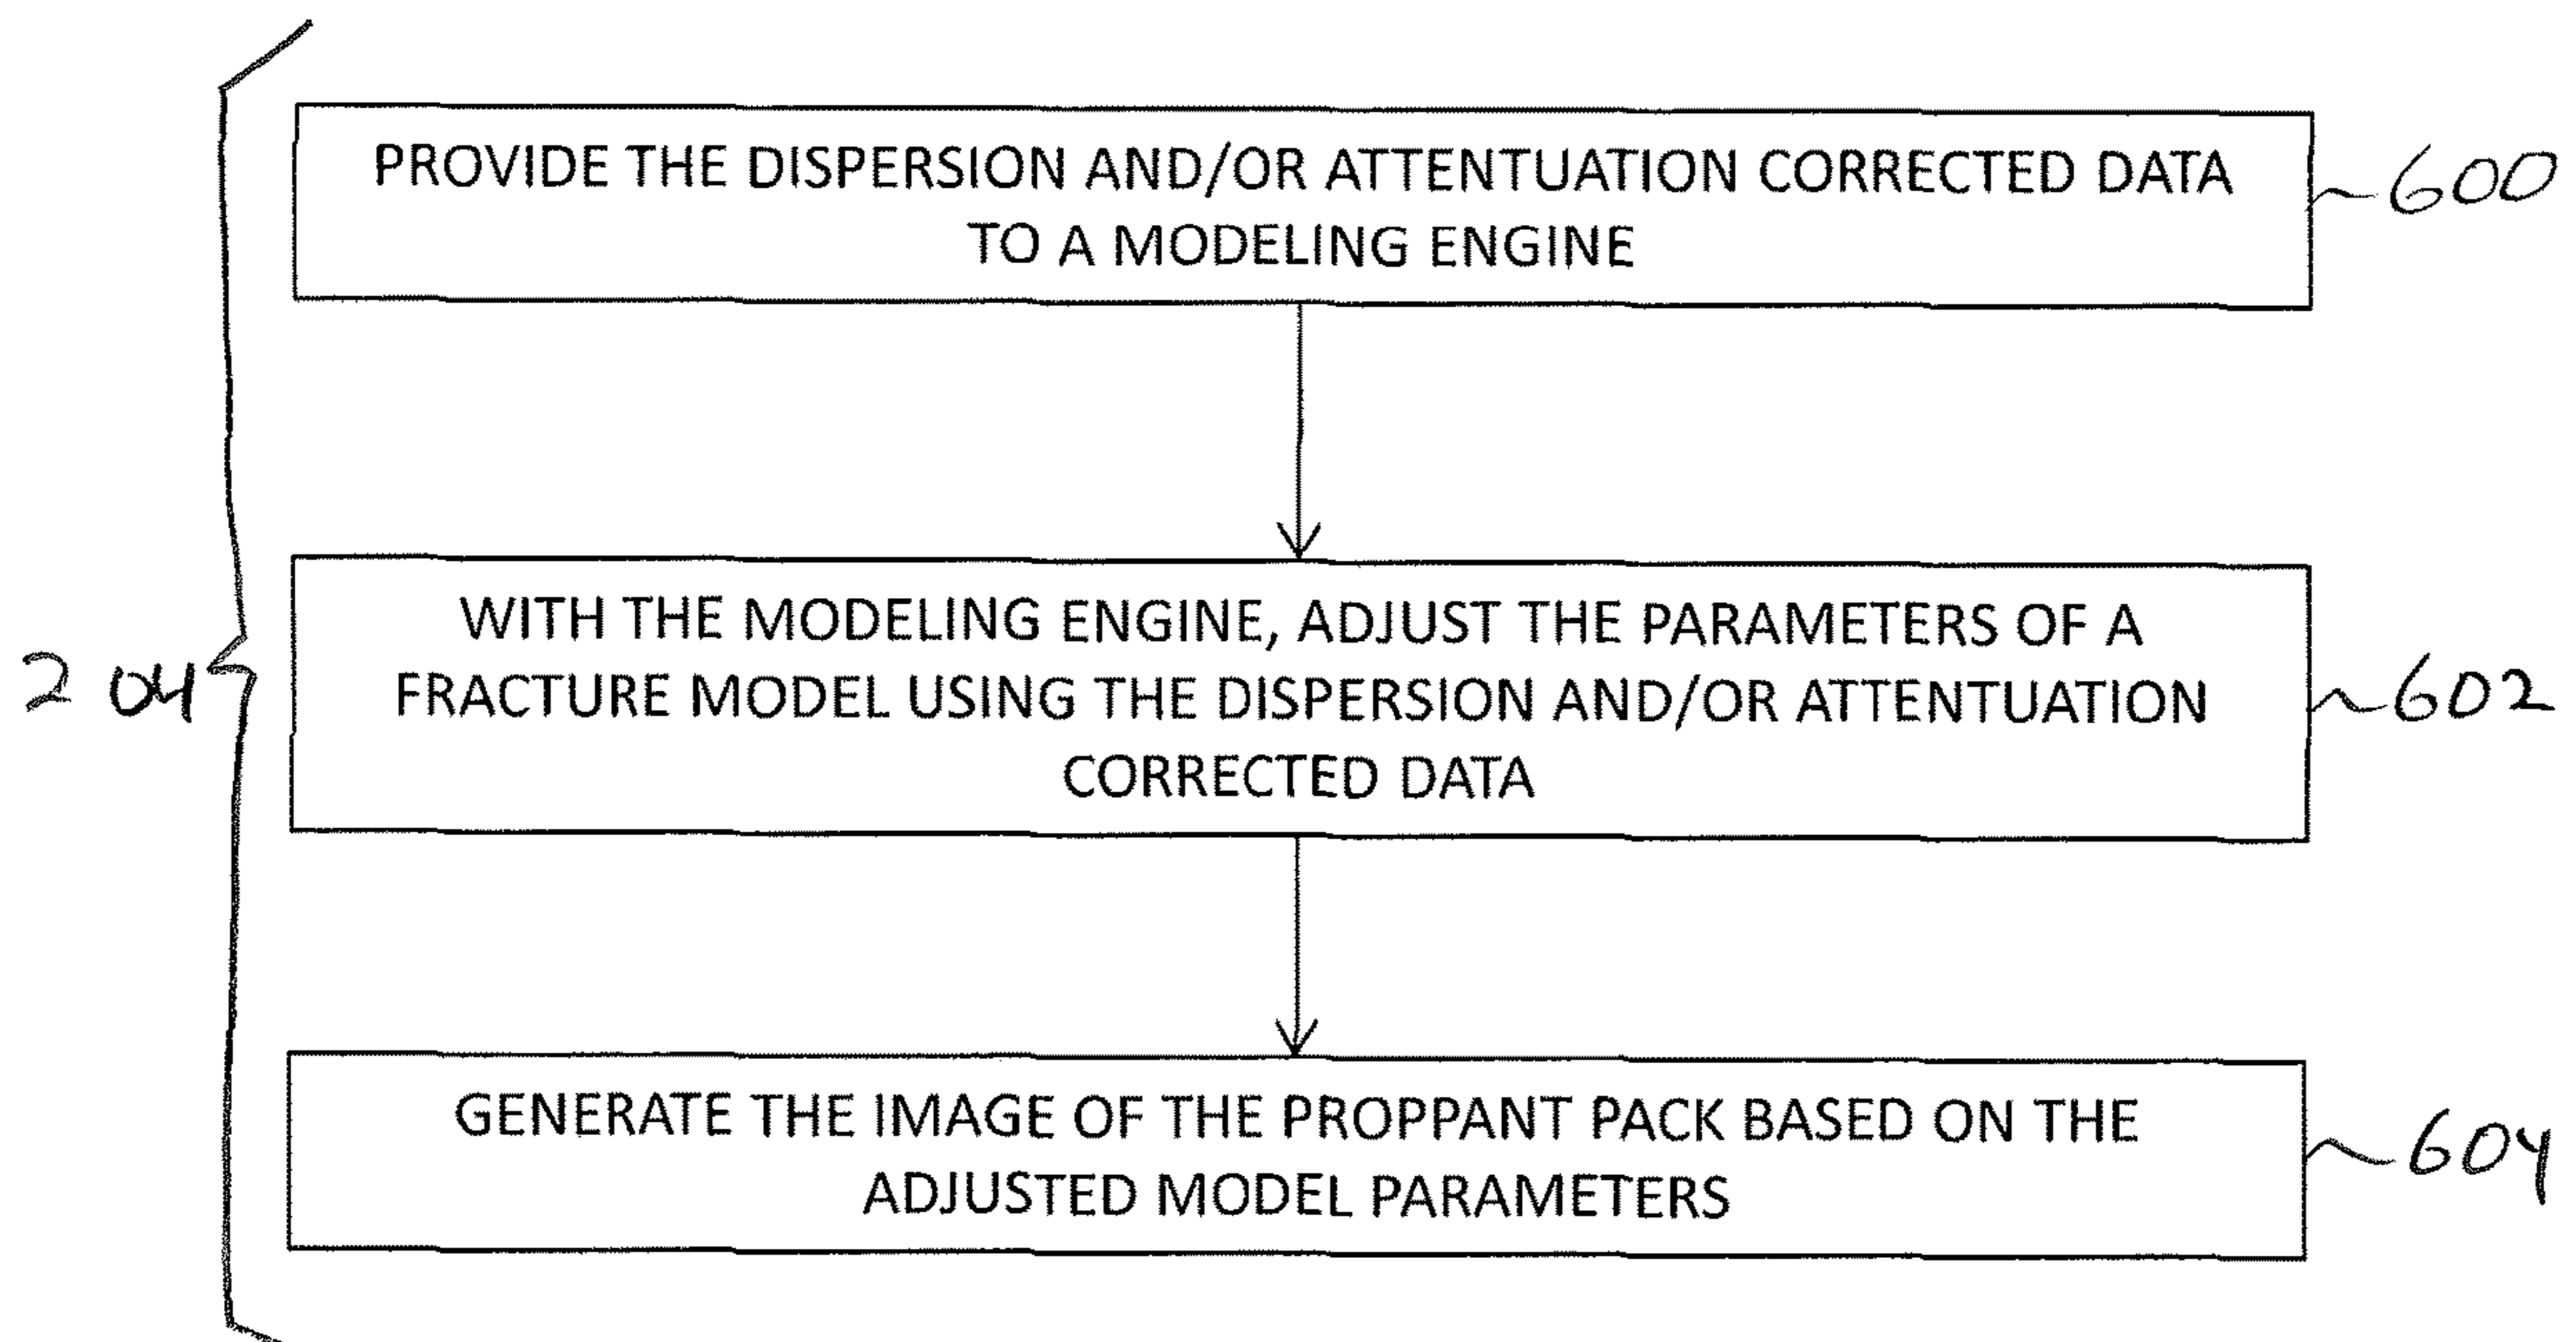 PROVIDE THE DISPERSION AND/OR ATTENTUATION CORRECTED DATA
TO A MODELING ENGINE
600
WITH THE MODELING ENGINE, ADJUST THE PARAMETERS OF A
FRACTURE MODEL USING THE DISPERSION AND/OR ATTENTUATION
CORRECTED DATA
602
204
GENERATE THE IMAGE OF THE PROPPANT PACK BASED ON THE
ADJUSTED MODEL PARAMETERS
604